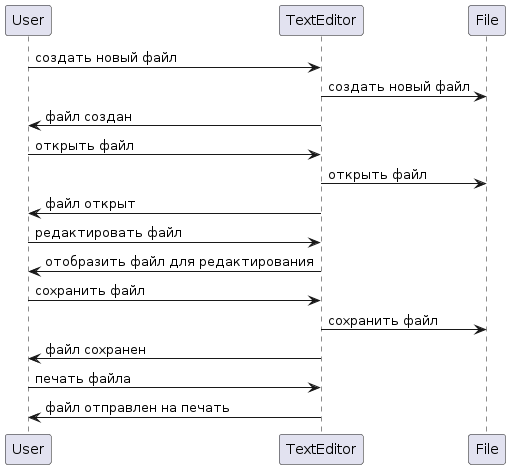 User TextEditor File
создать новый файл
создать новый файл
файл создан
открыть файл
открыть файл
файл открыт
редактировать файл
отобразить файл для редактирования
сохранить файл
сохранить файл
файл сохранен
печать файла
файл отправлен на печать
User TextEditor File